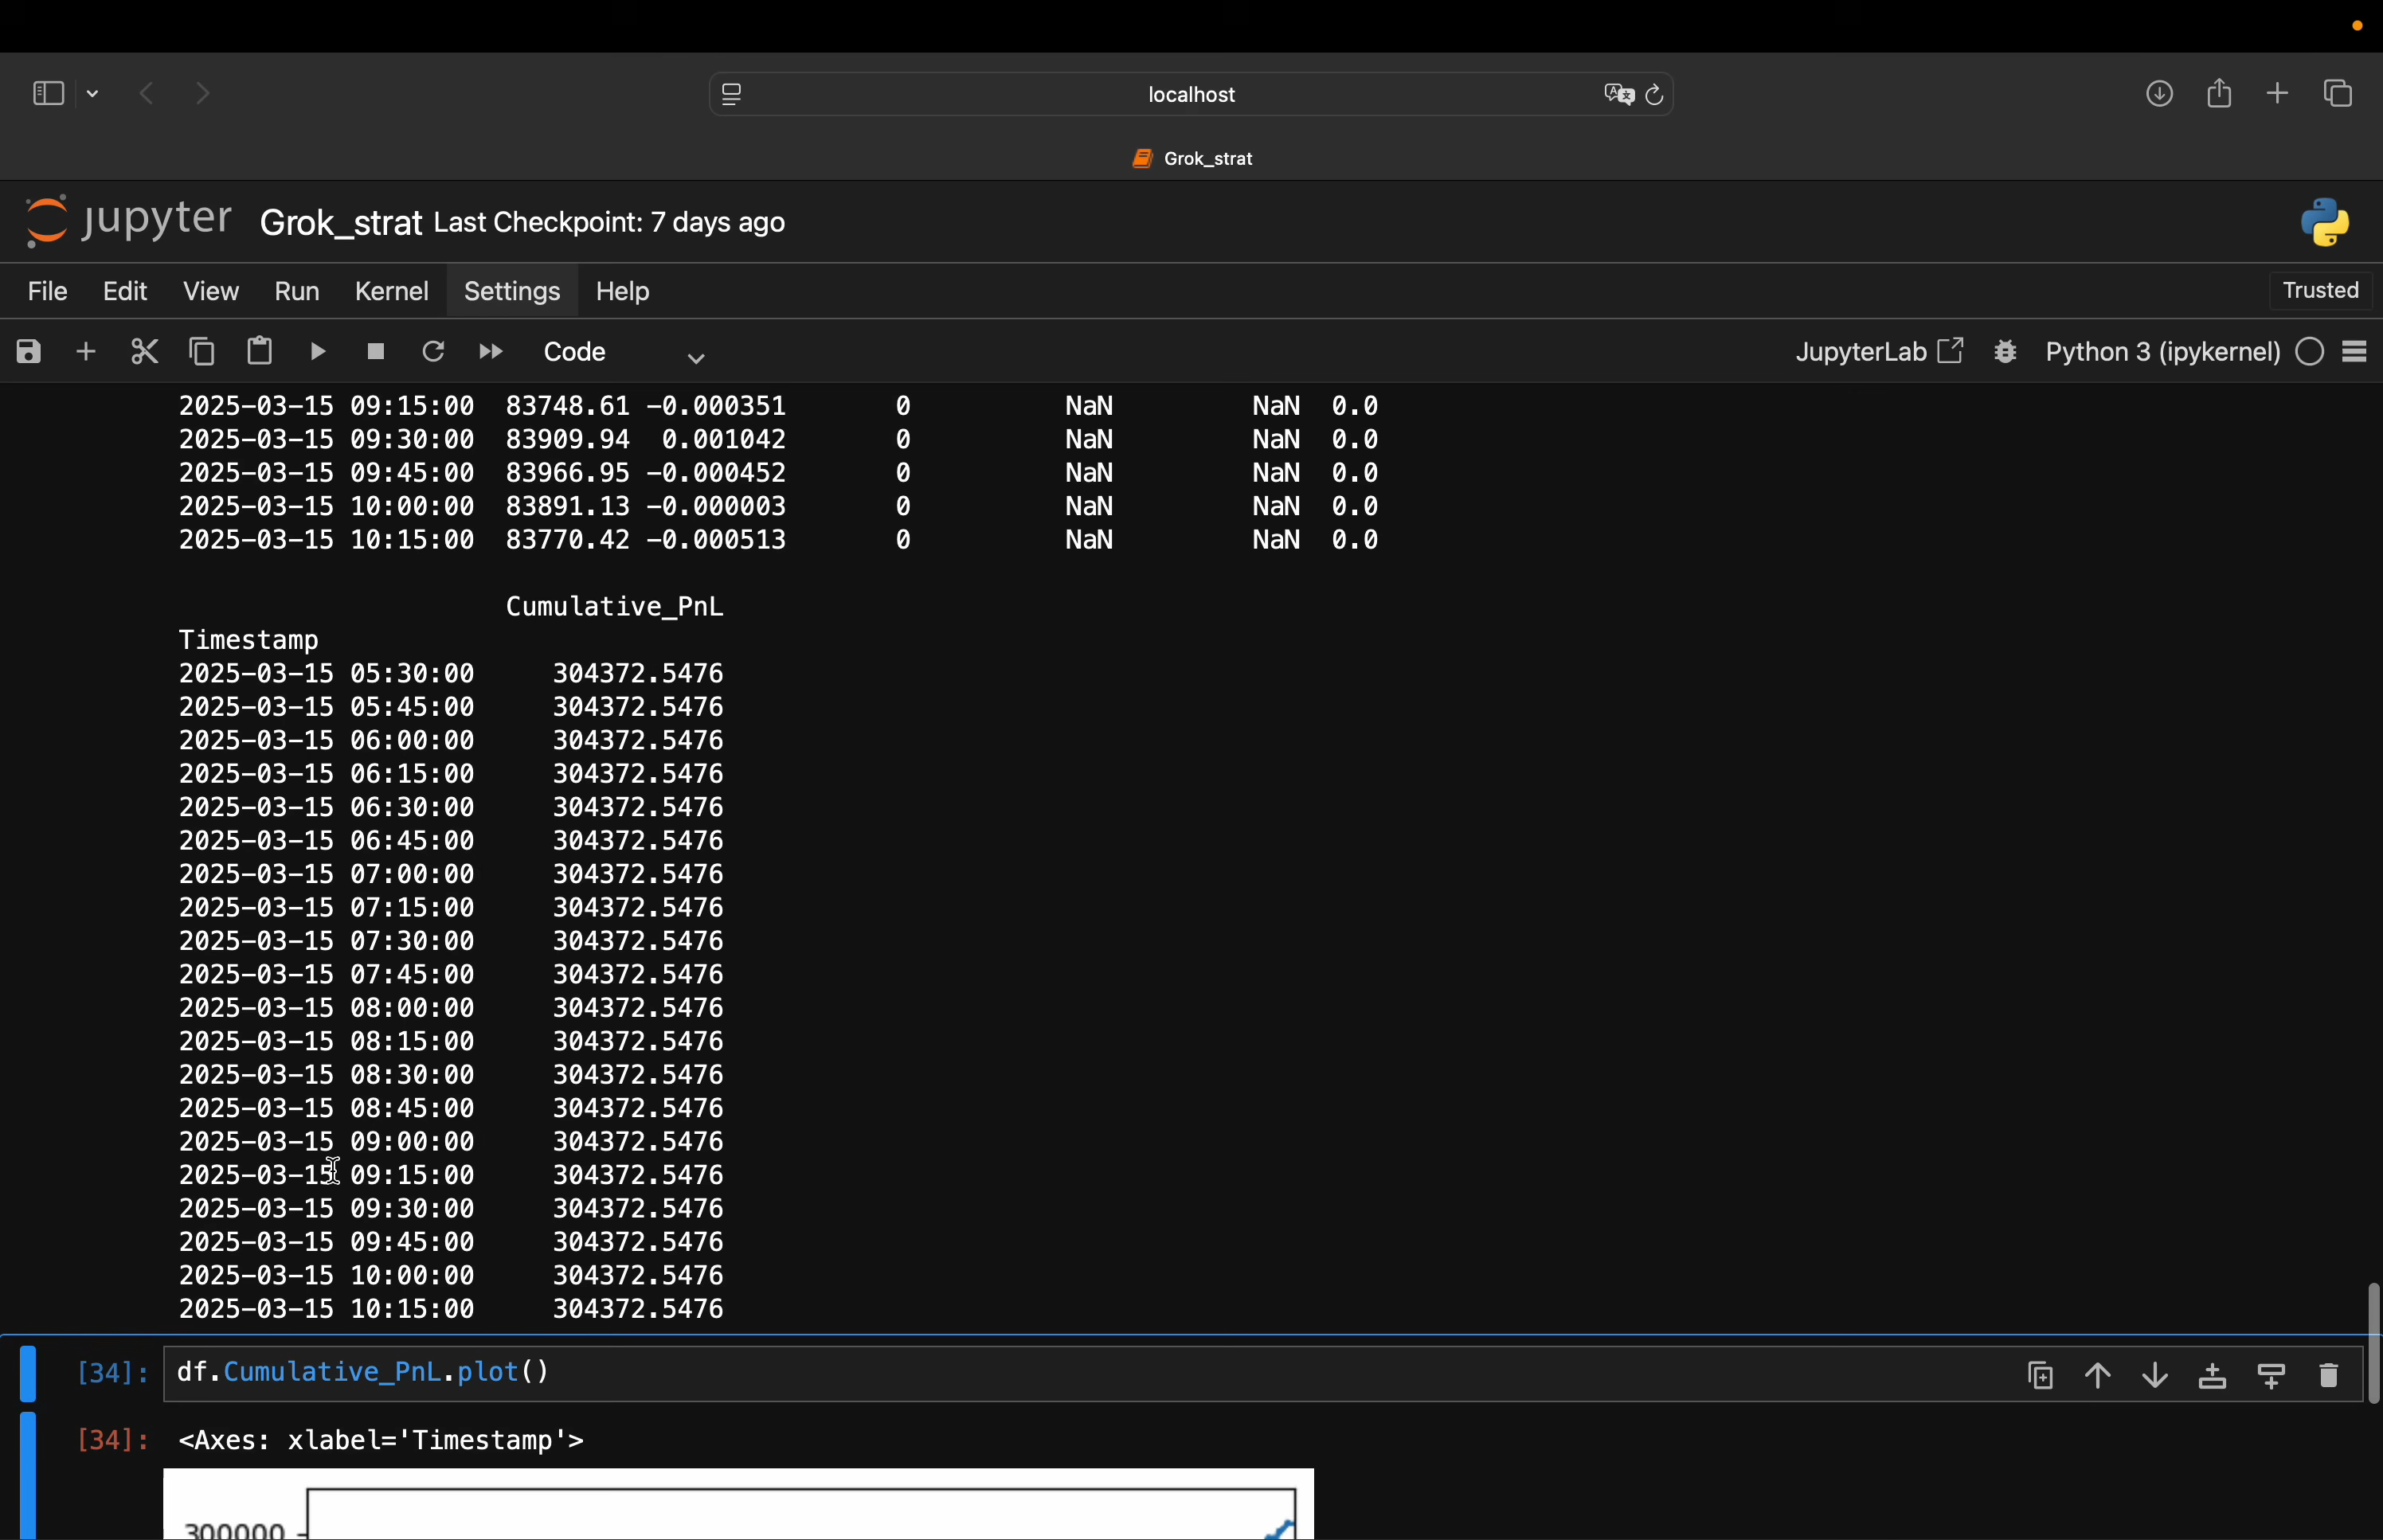 localhost
Grok_strat
jupyter Grok_strat Last Checkpoint: 7 days ago
File Edit View Run Kernel Settings Help Trusted
Code JupyterLab Python 3 (ipykernel)
2025-03-15 09:15:00 83748.61 -0.000351 0 NaN NaN 0.0
2025-03-15 09:30:00 83909.94 0.001042 0 NaN NaN 0.0
2025-03-15 09:45:00 83966.95 -0.000452 0 NaN NaN 0.0
2025-03-15 10:00:00 83891.13 -0.000003 0 NaN NaN 0.0
2025-03-15 10:15:00 83770.42 -0.000513 0 NaN NaN 0.0
Cumulative_PnL
Timestamp
2025-03-15 05:30:00 304372.5476
2025-03-15 05:45:00 304372.5476
2025-03-15 06:00:00 304372.5476
2025-03-15 06:15:00 304372.5476
2025-03-15 06:30:00 304372.5476
2025-03-15 06:45:00 304372.5476
2025-03-15 07:00:00 304372.5476
2025-03-15 07:15:00 304372.5476
2025-03-15 07:30:00 304372.5476
2025-03-15 07:45:00 304372.5476
2025-03-15 08:00:00 304372.5476
2025-03-15 08:15:00 304372.5476
2025-03-15 08:30:00 304372.5476
2025-03-15 08:45:00 304372.5476
2025-03-15 09:00:00 304372.5476
2025-03-15 09:15:00 304372.5476
2025-03-15 09:30:00 304372.5476
2025-03-15 09:45:00 304372.5476
2025-03-15 10:00:00 304372.5476
2025-03-15 10:15:00 304372.5476
[34]: df.Cumulative_PnL.plot()
[34]: <Axes: xlabel='Timestamp'>
300000